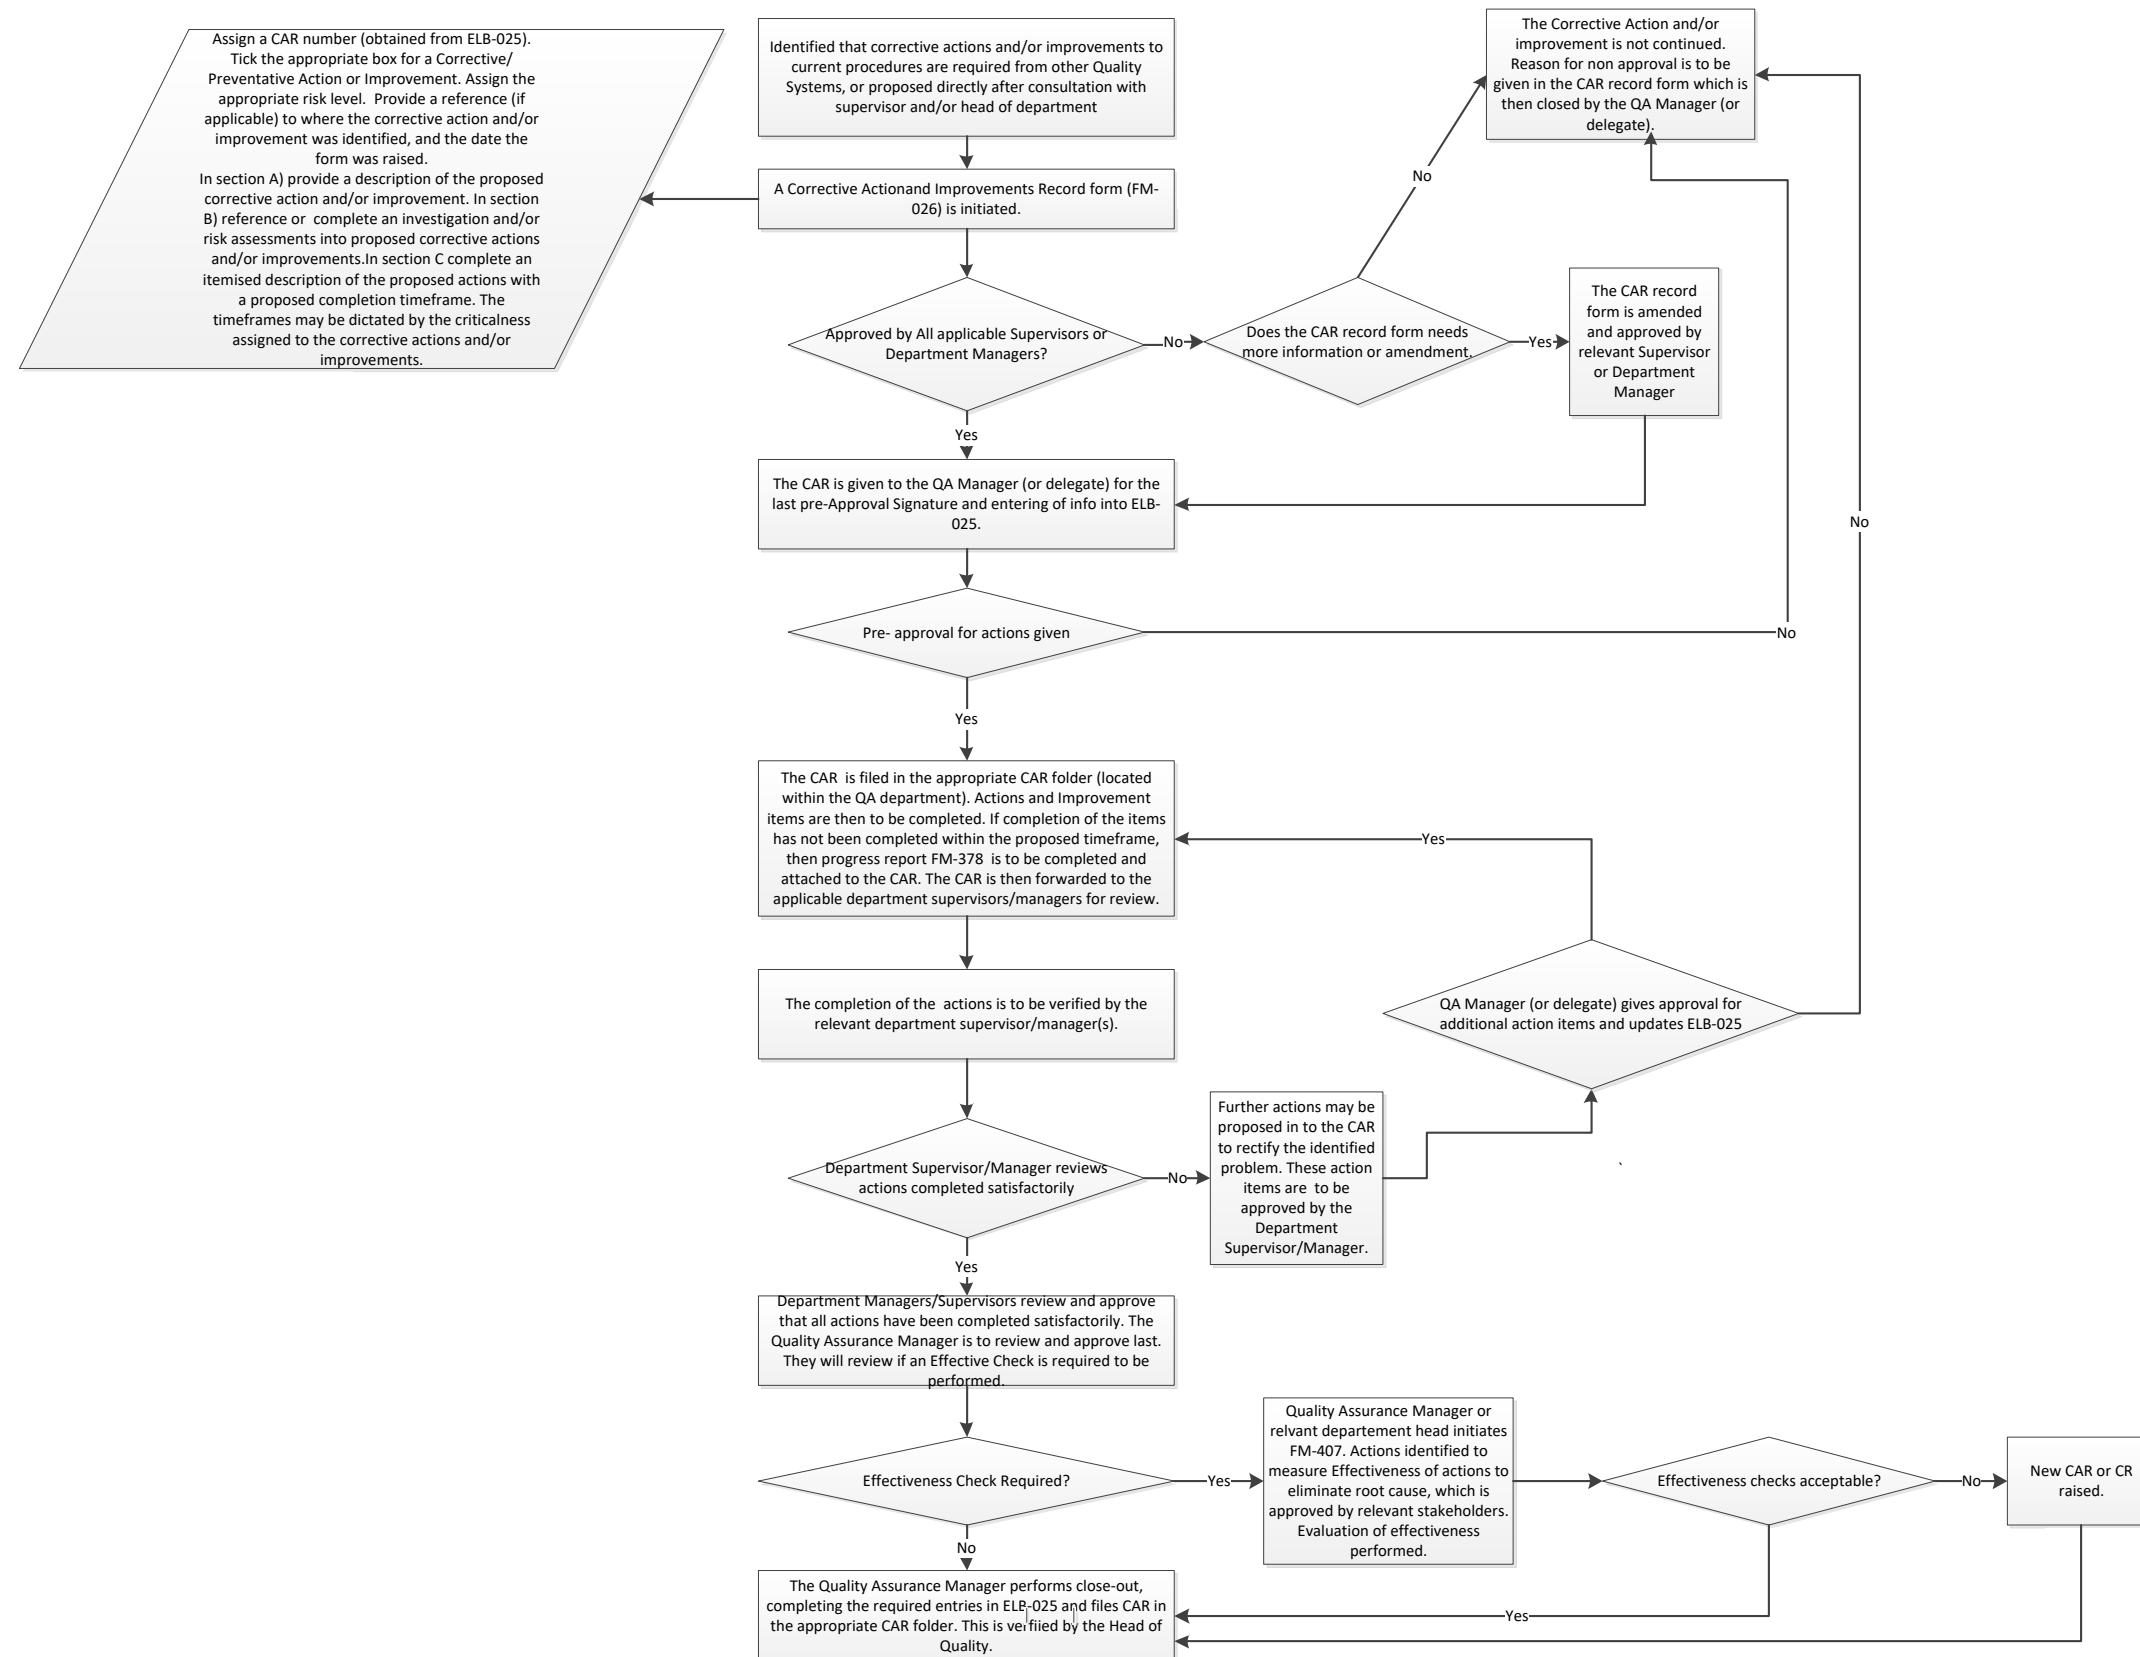 Assign a CAR number (obtained from ELB-025).
Tick the appropriate box for a Corrective/
Preventative Action or Improvement. Assign the
appropriate risk level.  Provide a reference (if
applicable) to where the corrective action and/or
improvement was identified, and the date the
form was raised.
In section A) provide a description of the proposed
corrective action and/or improvement. In section
B) reference or  complete an investigation and/or
risk assessments into proposed corrective actions
and/or improvements.In section C complete an
itemised description of the proposed actions with
a proposed completion timeframe. The
timeframes may be dictated by the criticalness
assigned to the corrective actions and/or
improvements.
Identified that corrective actions and/or improvements to
current procedures are required from other Quality
Systems, or proposed directly after consultation with
supervisor and/or head of department
The Corrective Action and/or
improvement is not continued.
Reason for non approval is to be
given in the CAR record form which is
then closed by the QA Manager (or
delegate).
A Corrective Actionand Improvements Record form (FM-
026) is initiated.
No
Approved by All applicable Supervisors or
Department Managers?
No
Does the CAR record form needs
more information or amendment.
Yes
The CAR record
form is amended
and approved by
relevant Supervisor
or Department
Manager
Yes
The CAR is given to the QA Manager (or delegate) for the
last pre-Approval Signature and entering of info into ELB-
025.
No
Pre- approval for actions given
No
Yes
The CAR  is filed in the appropriate CAR folder (located
within the QA department). Actions and Improvement
items are then to be completed. If completion of the items
has not been completed within the proposed timeframe,
then progress report FM-378  is to be completed and
attached to the CAR. The CAR is then forwarded to the
applicable department supervisors/managers for review.
Yes
The completion of the  actions is to be verified by the
relevant department supervisor/manager(s).
QA Manager (or delegate) gives approval for
additional action items and updates ELB-025
Department Supervisor/Manager reviews
actions completed satisfactorily
No
Further actions may be
proposed in to the CAR
to rectify the identified
problem. These action
items are  to be
approved by the
Department
Supervisor/Manager.
`
Yes
Department Managers/Supervisors review and approve
that all actions have been completed satisfactorily. The
Quality Assurance Manager is to review and approve last.
They will review if an Effective Check is required to be
performed.
Effectiveness Check Required?
Yes
Quality Assurance Manager or
relvant departement head initiates
FM-407. Actions identified to
measure Effectiveness of actions to
eliminate root cause, which is
approved by relevant stakeholders.
Evaluation of effectiveness
performed.
Effectiveness checks acceptable?
No
New CAR or CR
raised.
No
The Quality Assurance Manager performs close-out,
completing the required entries in ELB-025 and files CAR in
the appropriate CAR folder. This is verfiied by the Head of
Quality.
Yes